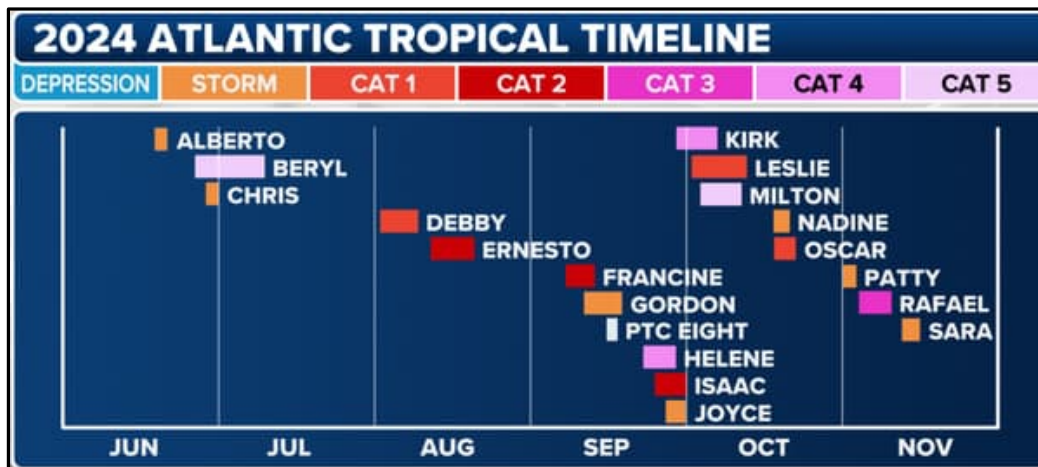 2024 ATLANTIC TROPICAL TIMELINE
DEPRESSION STORM CAT 1 CAT 2 CAT 3 CAT 4 CAT 5
ALBERTO KIRK
BERYL LESLIE
CHRIS MILTON
DEBBY NADINE
ERNESTO OSCAR
FRANCINE PATTY
GORDON RAFAEL
PTC EIGHT SARA
HELENE
ISAAC
JOYCE
JUN JUL AUG SEP OCT NOV